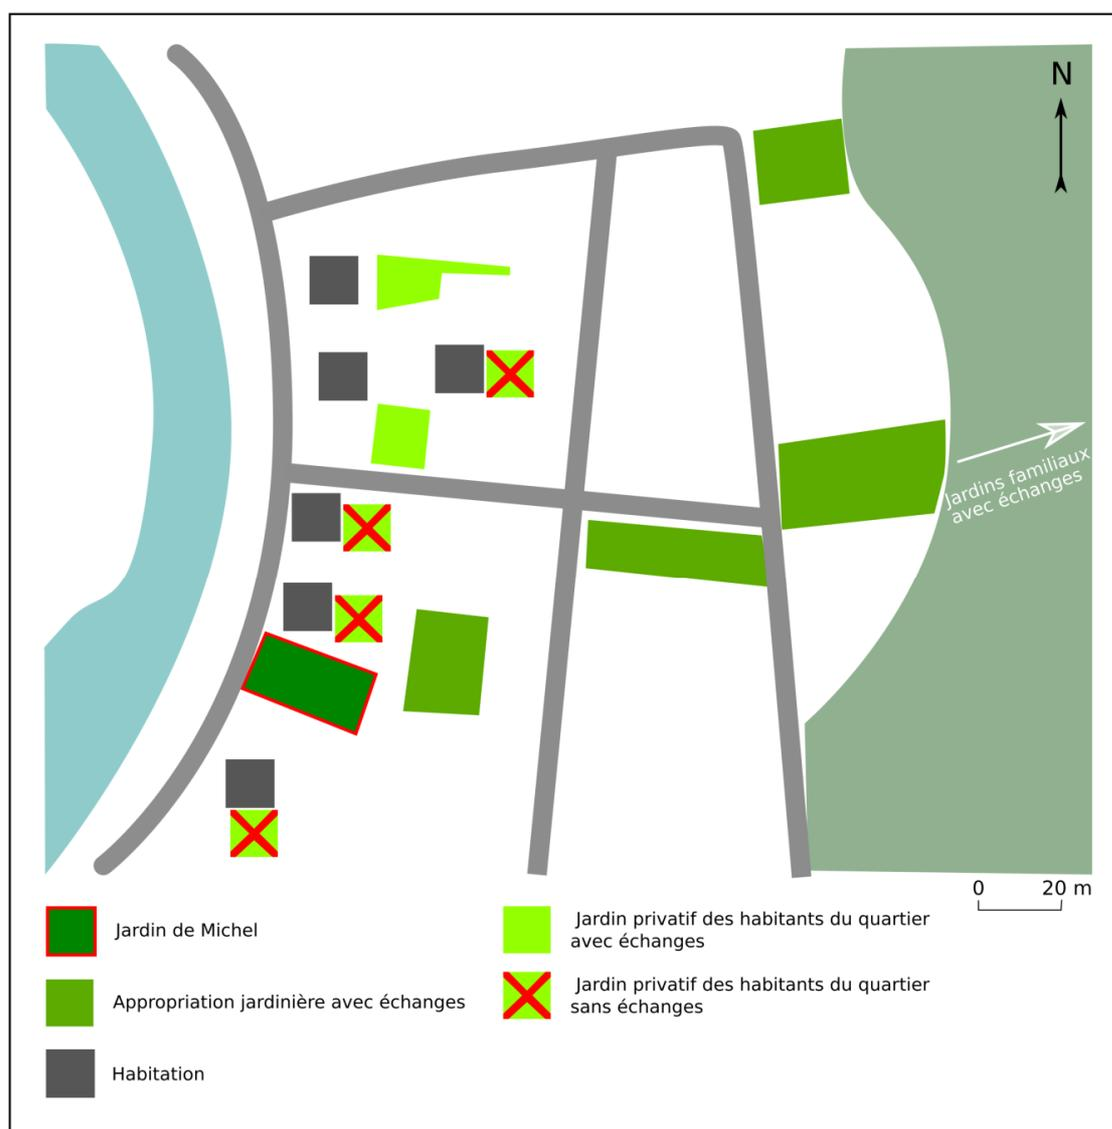 N
Jardins familiaux
avec échanges
0 20 m
Jardin de Michel
Appropriation jardinière avec échanges
Habitation
Jardin privatif des habitants du quartier
avec échanges
Jardin privatif des habitants du quartier
sans échanges